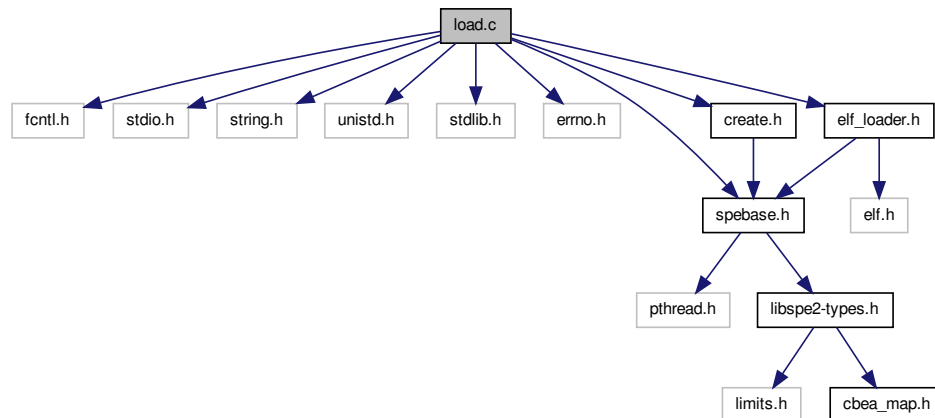 load.c
fcntl.h
stdio.h
string.h
unistd.h
stdlib.h
errno.h
create.h
elf_loader.h
spebase.h
elf.h
pthread.h
libspe2-types.h
limits.h
cbea_map.h